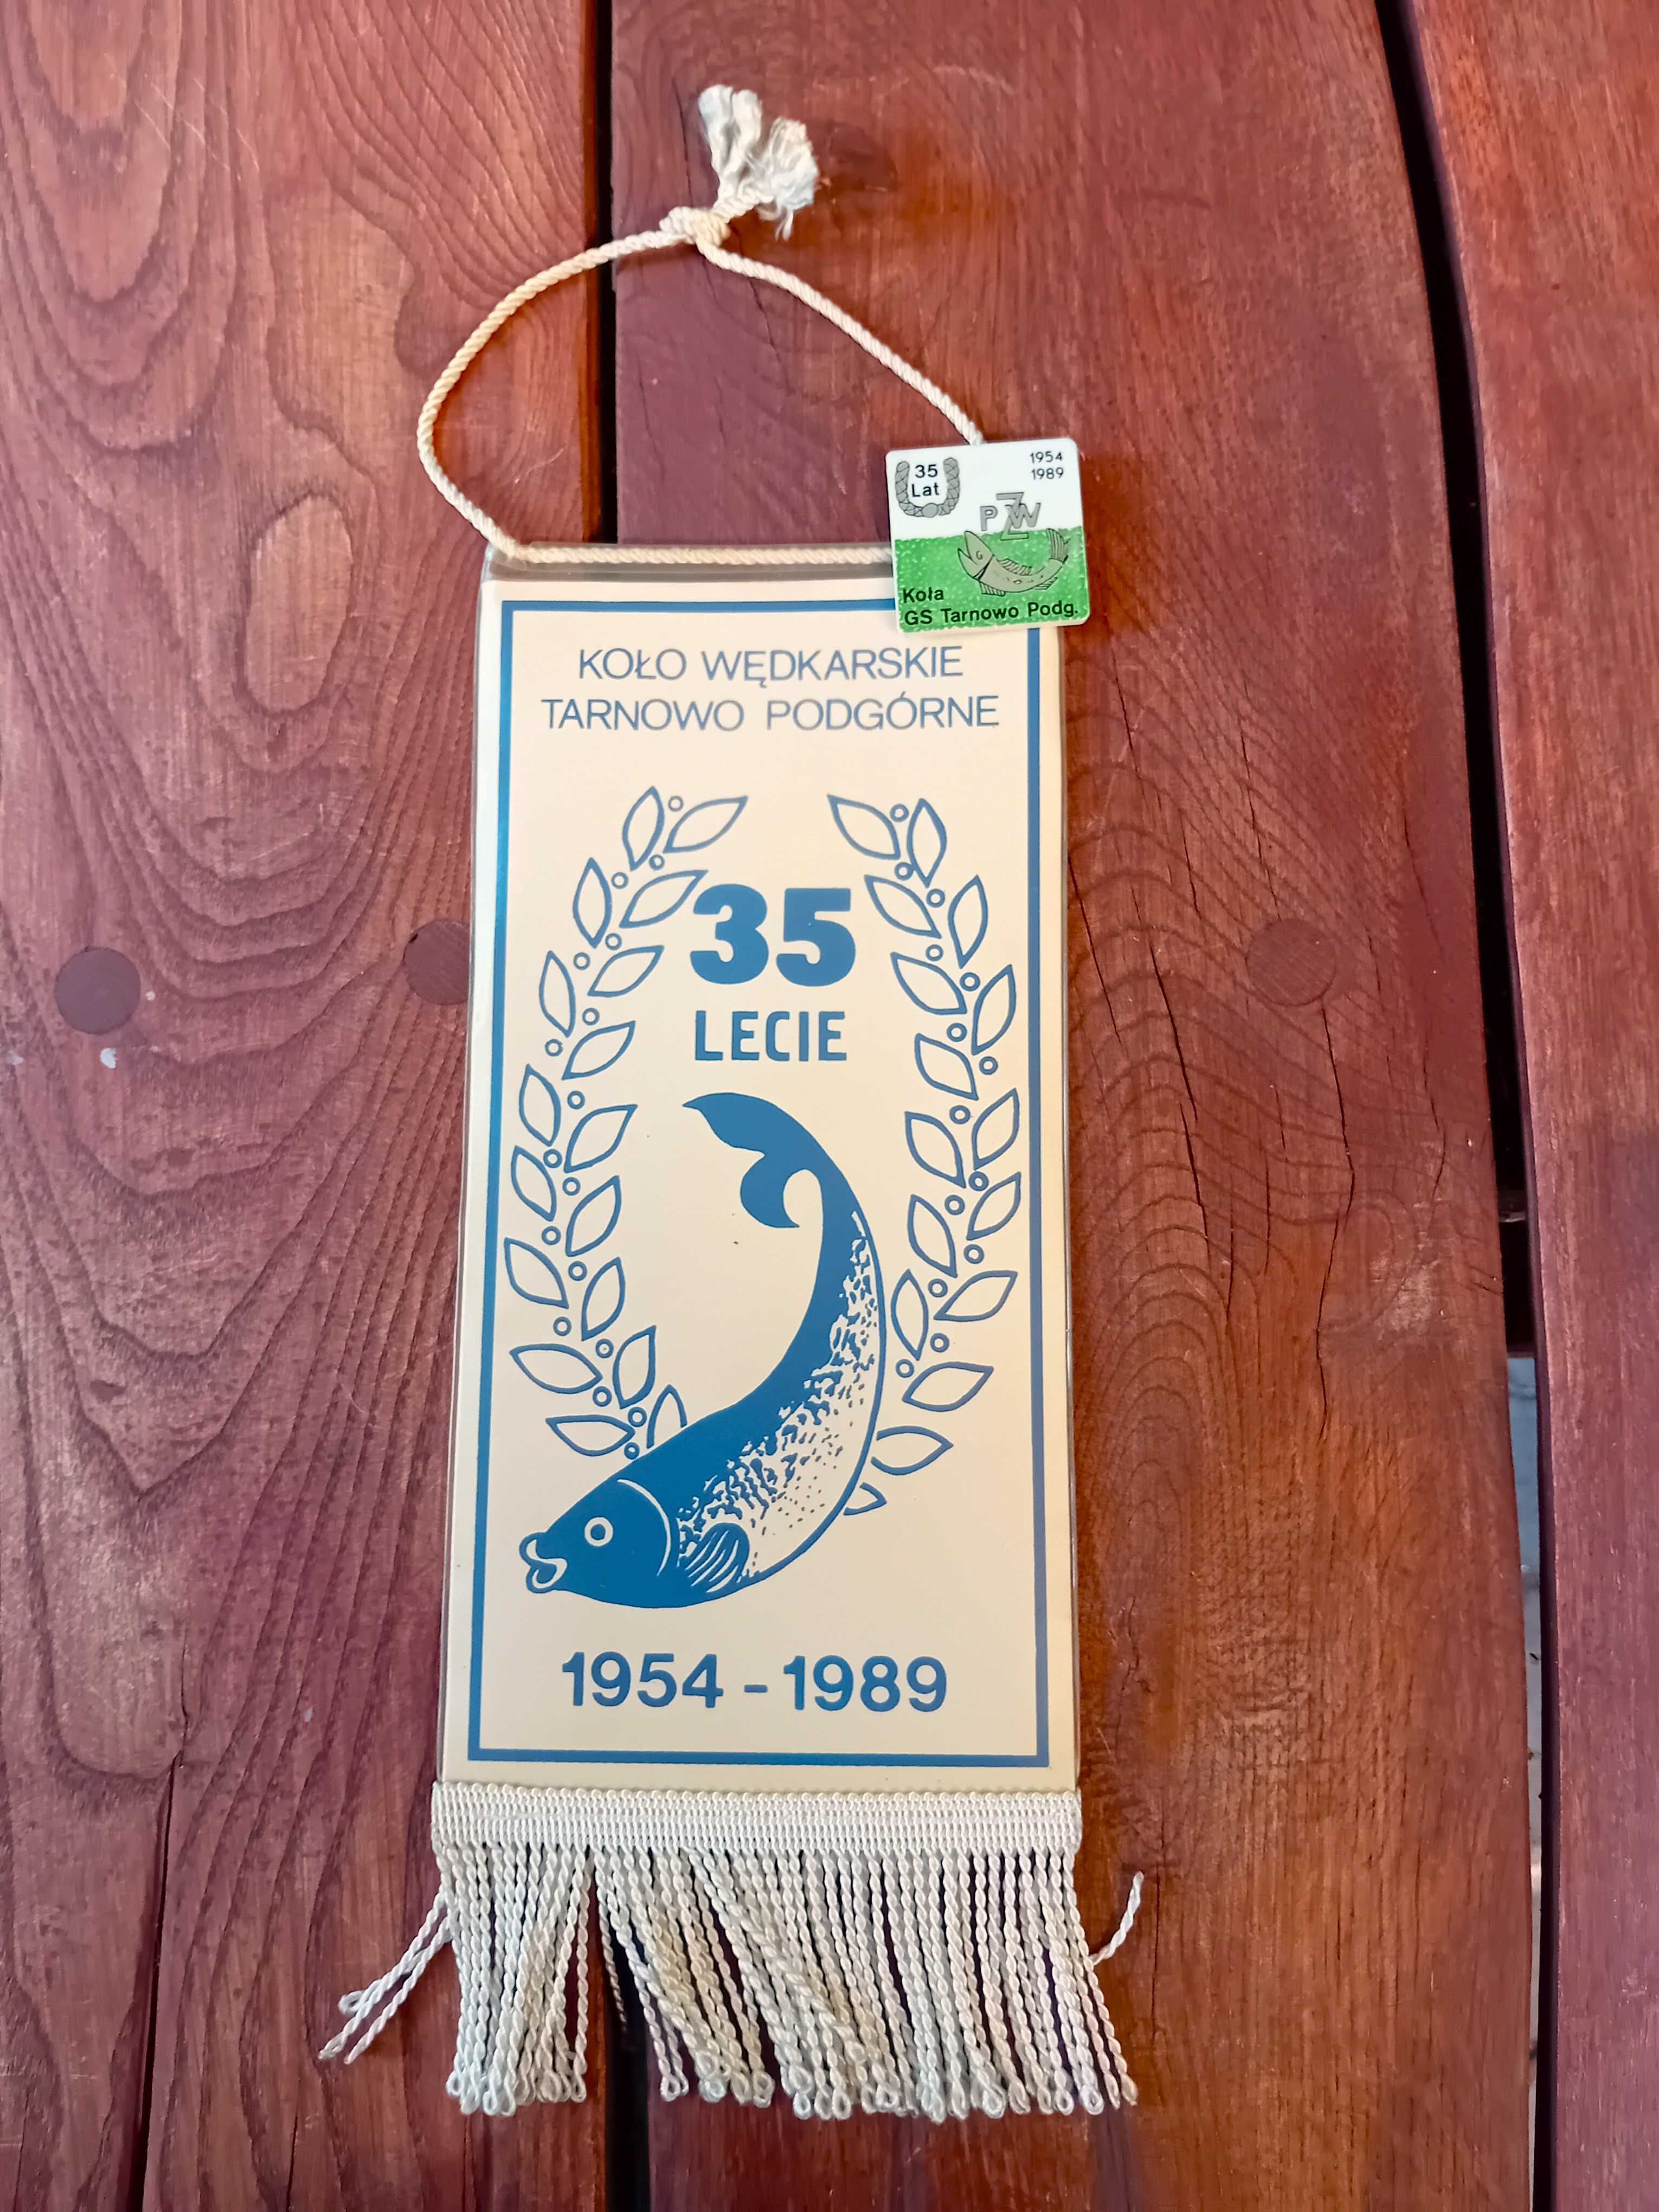 35
Lat
1954
1989
PZW
Koła
GS Tarnowo Podg.
KOŁO WĘDKARSKIE
TARNOWO PODGÓRNE
35
LECIE
1954 - 1989